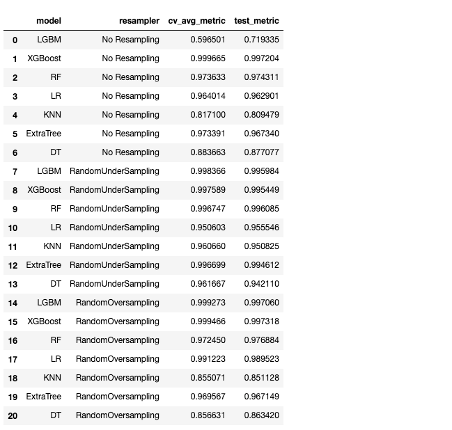 model resampler cv_avg_metric test_metric
0 LGBM No Resampling 0.596501 0.719335
1 XGBoost No Resampling 0.999665 0.997204
2 RF No Resampling 0.973633 0.974311
3 LR No Resampling 0.964014 0.962901
4 KNN No Resampling 0.817100 0.809479
5 ExtraTree No Resampling 0.973391 0.967340
6 DT No Resampling 0.883663 0.877077
7 LGBM RandomUnderSampling 0.998366 0.995984
8 XGBoost RandomUnderSampling 0.997589 0.995449
9 RF RandomUnderSampling 0.996747 0.996085
10 LR RandomUnderSampling 0.950603 0.955546
11 KNN RandomUnderSampling 0.960660 0.950825
12 ExtraTree RandomUnderSampling 0.996699 0.994612
13 DT RandomUnderSampling 0.961667 0.942110
14 LGBM RandomOversampling 0.999273 0.997060
15 XGBoost RandomOversampling 0.999466 0.997318
16 RF RandomOversampling 0.972450 0.976884
17 LR RandomOversampling 0.991223 0.989523
18 KNN RandomOversampling 0.855071 0.851128
19 ExtraTree RandomOversampling 0.969567 0.967149
20 DT RandomOversampling 0.856631 0.863420